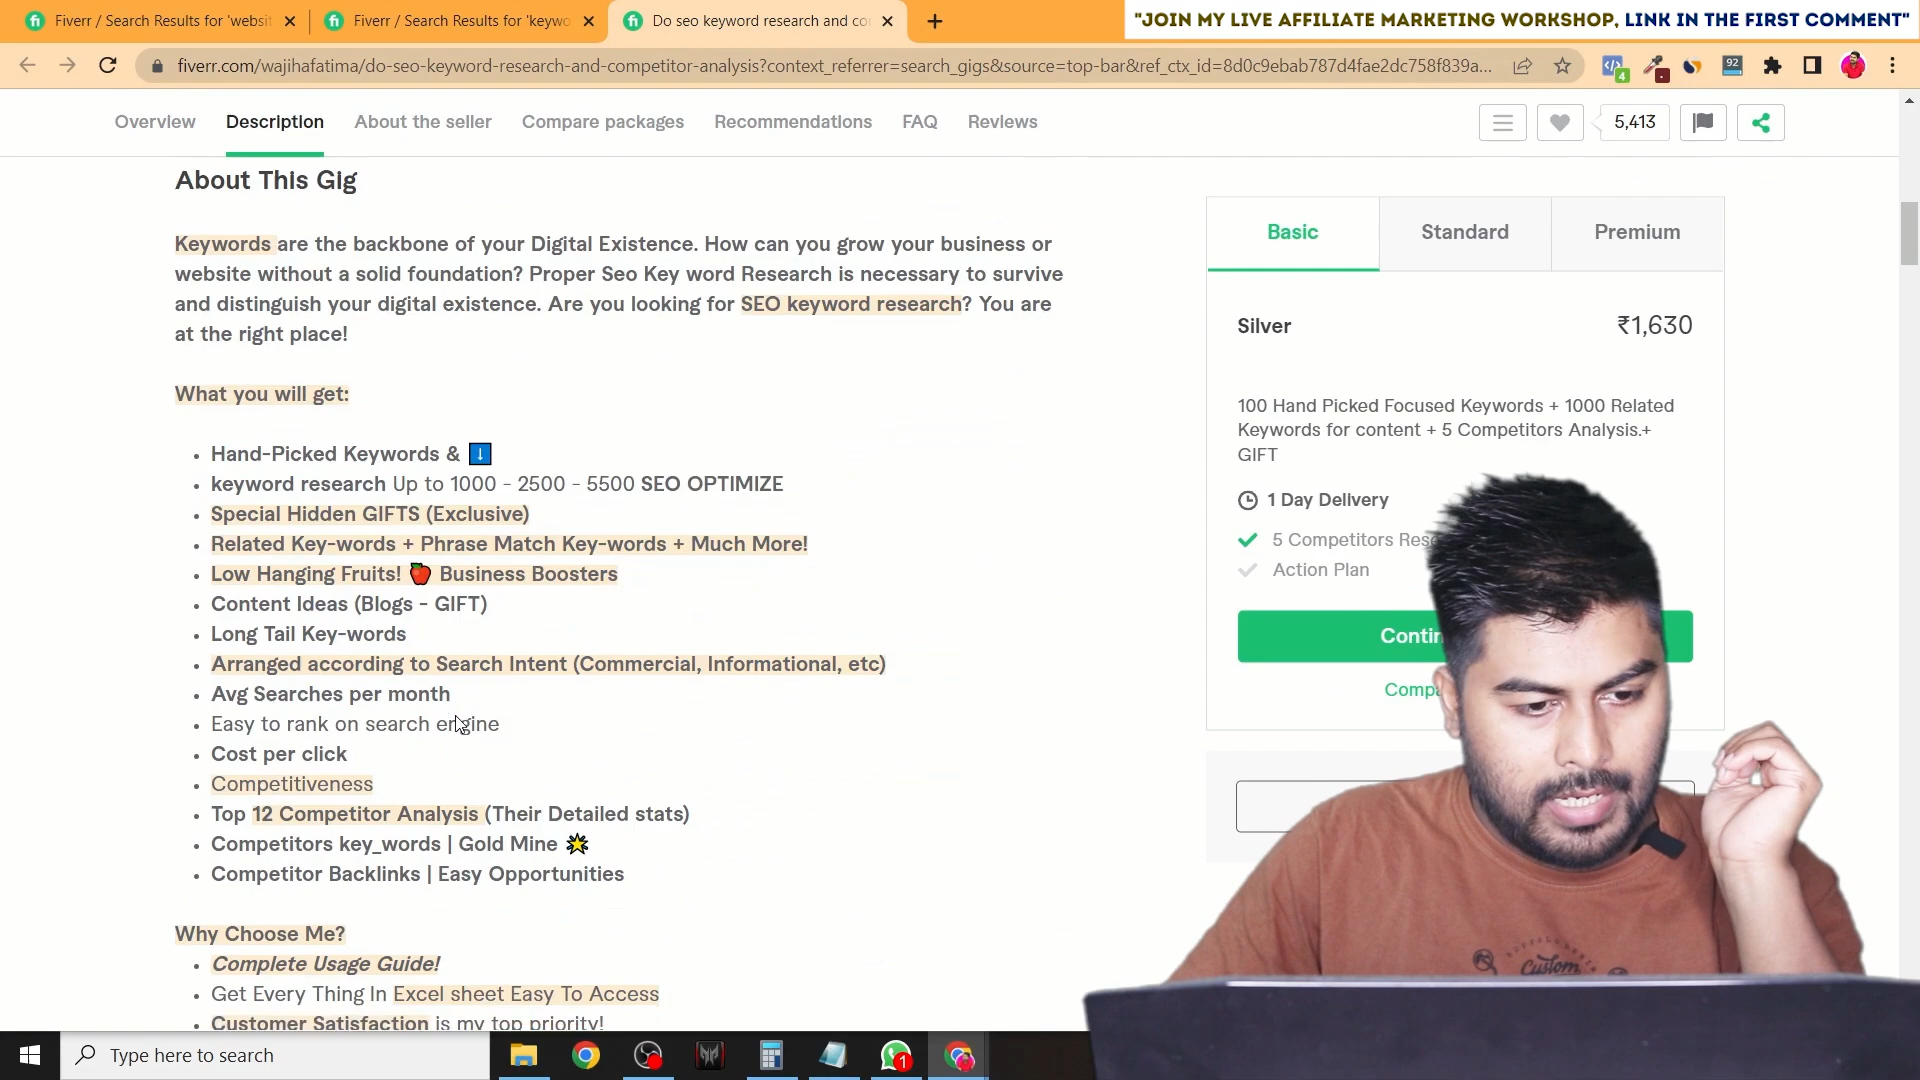 Fiverr / Search Results for 'websit
Fiverr / Search Results for 'keywo
Do seo keyword research and co
"JOIN MY LIVE AFFILIATE MARKETING WORKSHOP, LINK IN THE FIRST COMMENT"
fiverr.com/wajihafatima/do-seo-keyword-research-and-competitor-analysis?context_referrer=search_gigs&source=top-bar&ref_ctx_id=8d0c9ebab787d4fae2dc758f839a...
4
92
Overview
Description
About the seller
Compare packages
Recommendations
FAQ
Reviews
5,413
About This Gig
Keywords are the backbone of your Digital Existence. How can you grow your business or
website without a solid foundation? Proper Seo Key word Research is necessary to survive
and distinguish your digital existence. Are you looking for SEO keyword research? You are
at the right place!
What you will get:
Hand-Picked Keywords & ⬇
keyword research Up to 1000 - 2500 - 5500 SEO OPTIMIZE
Special Hidden GIFTS (Exclusive)
Related Key-words + Phrase Match Key-words + Much More!
Low Hanging Fruits! 🍎 Business Boosters
Content Ideas (Blogs - GIFT)
Long Tail Key-words
Arranged according to Search Intent (Commercial, Informational, etc)
Avg Searches per month
Easy to rank on search engine
Cost per click
Competitiveness
Top 12 Competitor Analysis (Their Detailed stats)
Competitors key_words | Gold Mine 🌟
Competitor Backlinks | Easy Opportunities
Why Choose Me?
Complete Usage Guide!
Get Every Thing In Excel sheet Easy To Access
Customer Satisfaction is my top priority!
Basic
Standard
Premium
Silver
₹1,630
100 Hand Picked Focused Keywords + 1000 Related
Keywords for content + 5 Competitors Analysis.+
GIFT
1 Day Delivery
5 Competitors Rese
Action Plan
Contin
Compa
Custom
Type here to search
1